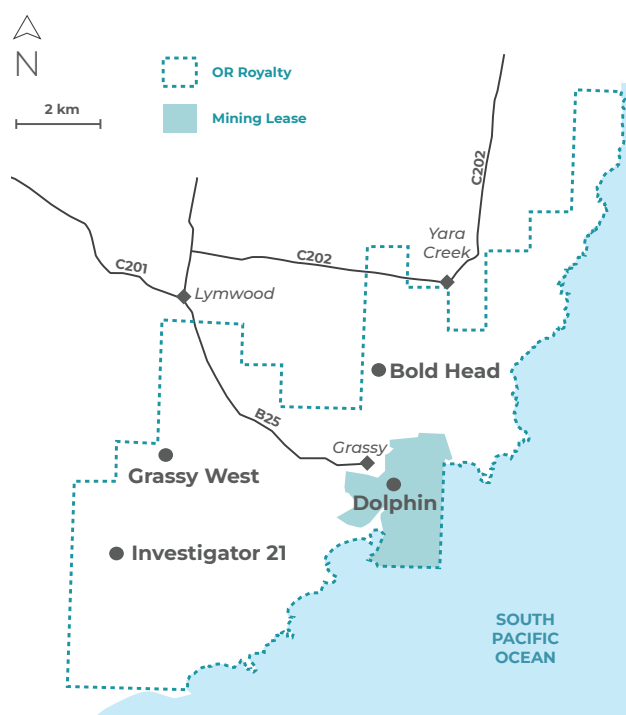 N
2 km
OR Royalty
Mining Lease
C202
Yara
Creek
C201
C202
Lymwood
Bold Head
B25
Grassy
Grassy West
Dolphin
Investigator 21
SOUTH
PACIFIC
OCEAN